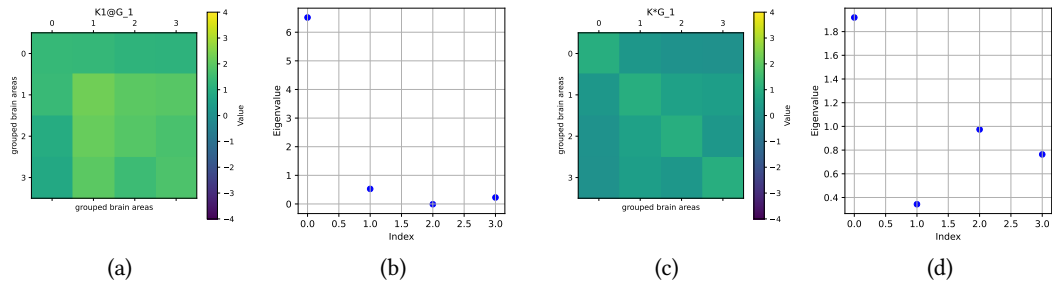 K1@G_1
0 1 2 3
0
1
2
3
grouped brain areas
grouped brain areas
4
3
2
1
0
−1
−2
−3
−4
Value
6
5
4
3
2
1
0
Eigenvalue
0.0 0.5 1.0 1.5 2.0 2.5 3.0
Index
K*G_1
0 1 2 3
0
1
2
3
grouped brain areas
grouped brain areas
4
3
2
1
0
−1
−2
−3
−4
Value
1.8
1.6
1.4
1.2
1.0
0.8
0.6
0.4
Eigenvalue
0.0 0.5 1.0 1.5 2.0 2.5 3.0
Index
(a) (b) (c) (d)